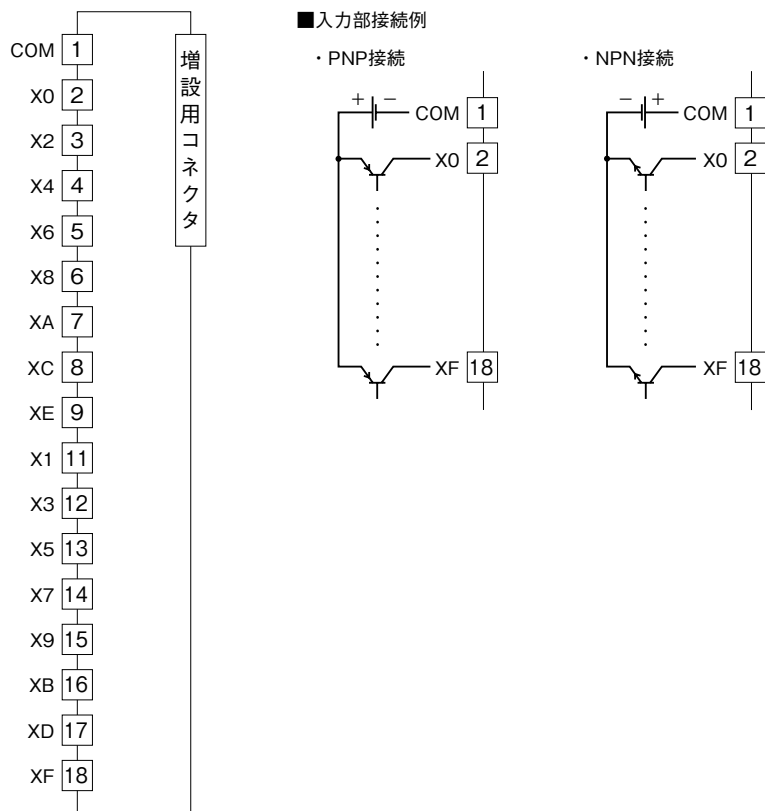 COM 1
X0 2
X2 3
X4 4
X6 5
X8 6
XA 7
XC 8
XE 9
X1 11
X3 12
X5 13
X7 14
X9 15
XB 16
XD 17
XF 18
増設用コネクタ
■入力部接続例
・PNP接続
+ − COM 1
X0 2
XF 18
・NPN接続
− + COM 1
X0 2
XF 18